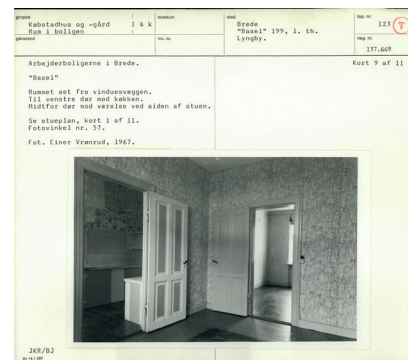 gruppe
Købstadhus og -gård I 4 k
Rum i boligen
museum
sted
Brede
"Basel" 199, 1. th.
Lyngby.
top. nr.
123
T
genstand
inv. nr.
neg. nr.
137.669
Arbejderboligerne i Brede.
Kort 9 af 11
"Basel"
Rummet set fra vinduesvæggen.
Til venstre dør mod køkken.
Midtfor dør mod værelse ved siden af stuen.
Se stueplan, kort 1 af 11.
Fotovinkel nr. 57.
Fot. Einer Vrønrud, 1967.
JKR/BJ